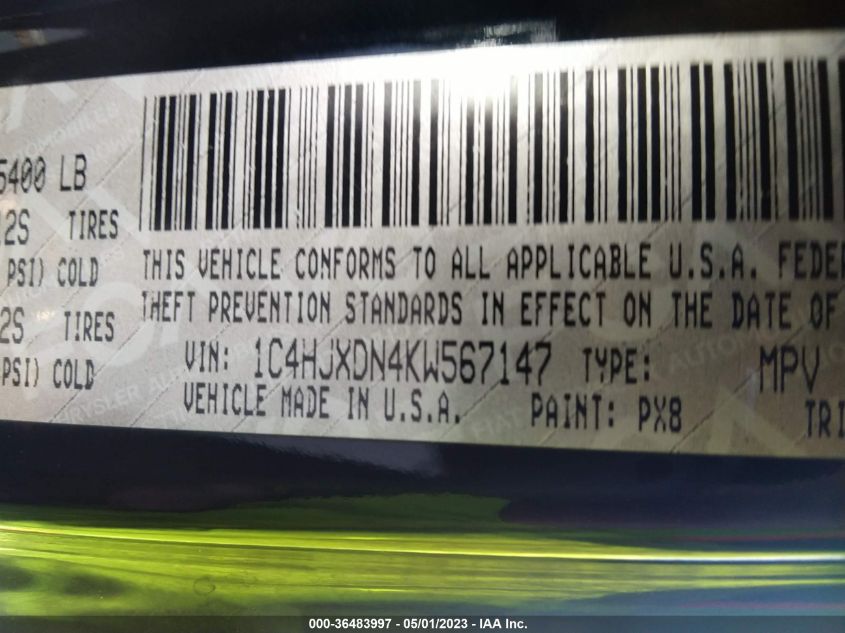 5400 LB
12S TIRES
PSI) COLD
2S TIRES
PSI) COLD
THIS VEHICLE CONFORMS TO ALL APPLICABLE U.S.A. FEDER
THEFT PREVENTION STANDARDS IN EFFECT ON THE DATE OF
VIN: 1C4HJXDN4KW567147 TYPE: MPV
VEHICLE MADE IN U.S.A. PAINT: PX8 TRI
000-36483997 - 05/01/2023 - IAA Inc.